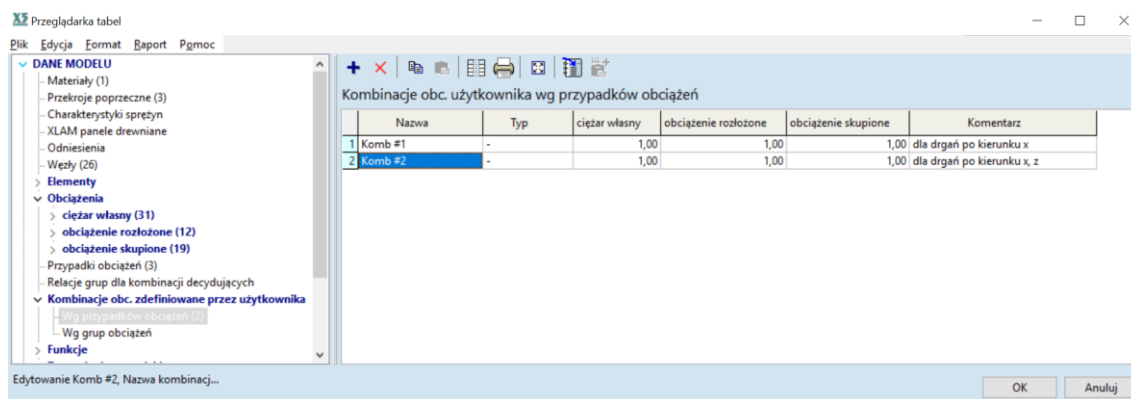 Przeglądarka tabel
Plik Edycja Format Raport Pomoc
DANE MODELU
Materiały (1)
Przekroje poprzeczne (3)
Charakterystyki sprężyn
XLAM panele drewniane
Odniesienia
Węzły (26)
Elementy
Obciążenia
ciężar własny (31)
obciążenie rozłożone (12)
obciążenie skupione (19)
Przypadki obciążeń (3)
Relacje grup dla kombinacji decydujących
Kombinacje obc. zdefiniowane przez użytkownika
Wg przypadków obciążeń (2)
Wg grup obciążeń
Funkcje
Kombinacje obc. użytkownika wg przypadków obciążeń
Nazwa Typ ciężar własny obciążenie rozłożone obciążenie skupione Komentarz
1 Komb #1 - 1,00 1,00 1,00 dla drgań po kierunku x
2 Komb #2 - 1,00 1,00 1,00 dla drgań po kierunku x, z
Edytowanie Komb #2, Nazwa kombinacj...
OK Anuluj